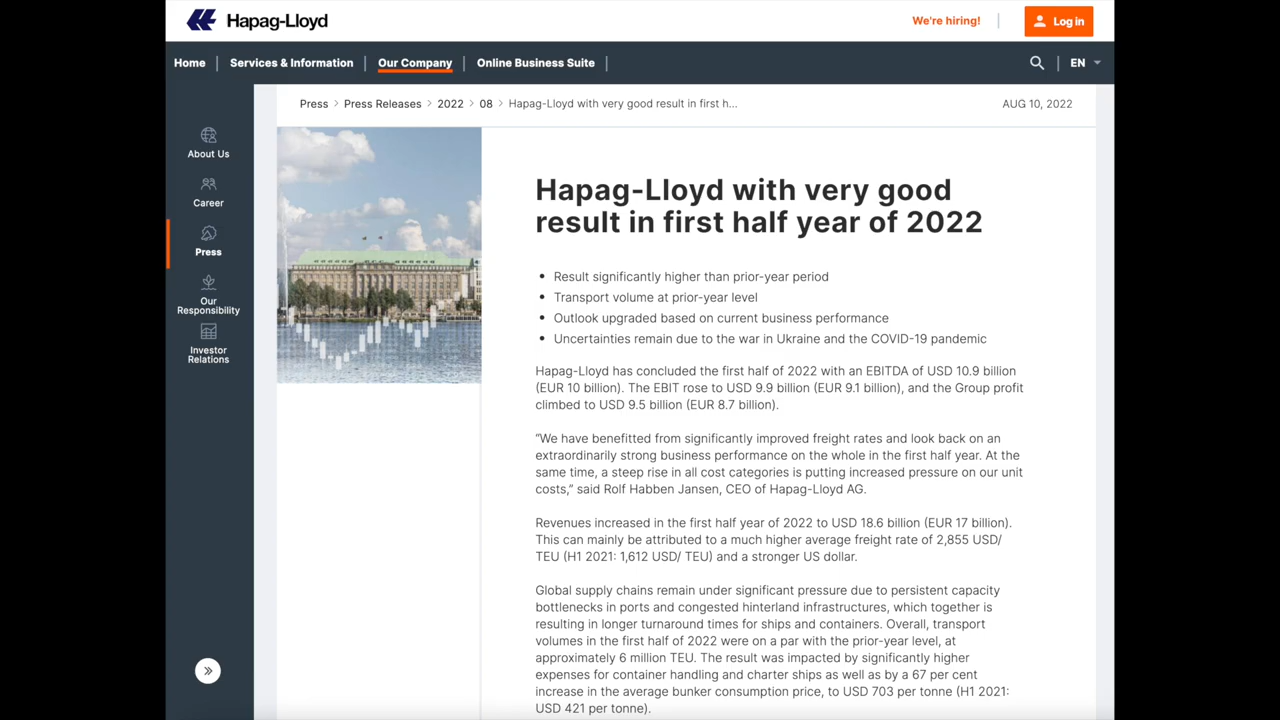 Hapag-Lloyd
We're hiring!
Log in
Home
Services & Information
Our Company
Online Business Suite
EN
Press > Press Releases > 2022 > 08 > Hapag-Lloyd with very good result in first h...
AUG 10, 2022
About Us
Career
Press
Our
Responsibility
Investor
Relations
Hapag-Lloyd with very good
result in first half year of 2022
• Result significantly higher than prior-year period
• Transport volume at prior-year level
• Outlook upgraded based on current business performance
• Uncertainties remain due to the war in Ukraine and the COVID-19 pandemic
Hapag-Lloyd has concluded the first half of 2022 with an EBITDA of USD 10.9 billion
(EUR 10 billion). The EBIT rose to USD 9.9 billion (EUR 9.1 billion), and the Group profit
climbed to USD 9.5 billion (EUR 8.7 billion).
“We have benefitted from significantly improved freight rates and look back on an
extraordinarily strong business performance on the whole in the first half year. At the
same time, a steep rise in all cost categories is putting increased pressure on our unit
costs,” said Rolf Habben Jansen, CEO of Hapag-Lloyd AG.
Revenues increased in the first half year of 2022 to USD 18.6 billion (EUR 17 billion).
This can mainly be attributed to a much higher average freight rate of 2,855 USD/
TEU (H1 2021: 1,612 USD/ TEU) and a stronger US dollar.
Global supply chains remain under significant pressure due to persistent capacity
bottlenecks in ports and congested hinterland infrastructures, which together is
resulting in longer turnaround times for ships and containers. Overall, transport
volumes in the first half of 2022 were on a par with the prior-year level, at
approximately 6 million TEU. The result was impacted by significantly higher
expenses for container handling and charter ships as well as by a 67 per cent
increase in the average bunker consumption price, to USD 703 per tonne (H1 2021:
USD 421 per tonne).